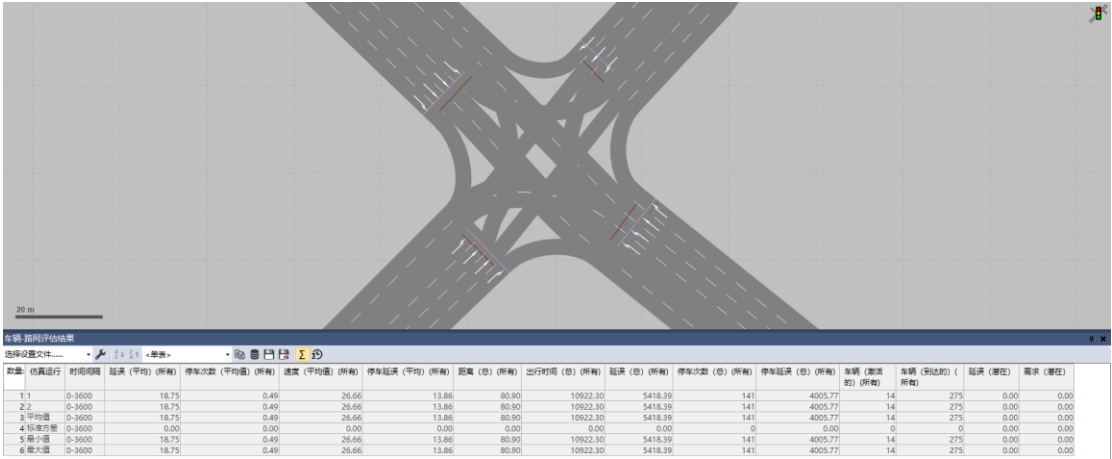 20 m
车辆-路网评估结果
选择设置文件...... <单表>
数量: 仿真运行 时间间隔 延误（平均）(所有) 停车次数（平均值）(所有) 速度（平均值）(所有) 停车延误（平均）(所有) 距离（总）(所有) 出行时间（总）(所有) 延误（总）(所有) 停车次数（总）(所有) 停车延误（总）(所有) 车辆（激活的）(所有) 车辆（到达的）(所有) 延误（潜在） 需求（潜在）
1 1 0-3600 18.75 0.49 26.66 13.86 80.90 10922.30 5418.39 141 4005.77 14 275 0.00 0.00
2 2 0-3600 18.75 0.49 26.66 13.86 80.90 10922.30 5418.39 141 4005.77 14 275 0.00 0.00
3 平均值 0-3600 18.75 0.49 26.66 13.86 80.90 10922.30 5418.39 141 4005.77 14 275 0.00 0.00
4 标准方差 0-3600 0.00 0.00 0.00 0.00 0.00 0.00 0.00 0 0.00 0 0 0.00 0.00
5 最小值 0-3600 18.75 0.49 26.66 13.86 80.90 10922.30 5418.39 141 4005.77 14 275 0.00 0.00
6 最大值 0-3600 18.75 0.49 26.66 13.86 80.90 10922.30 5418.39 141 4005.77 14 275 0.00 0.00